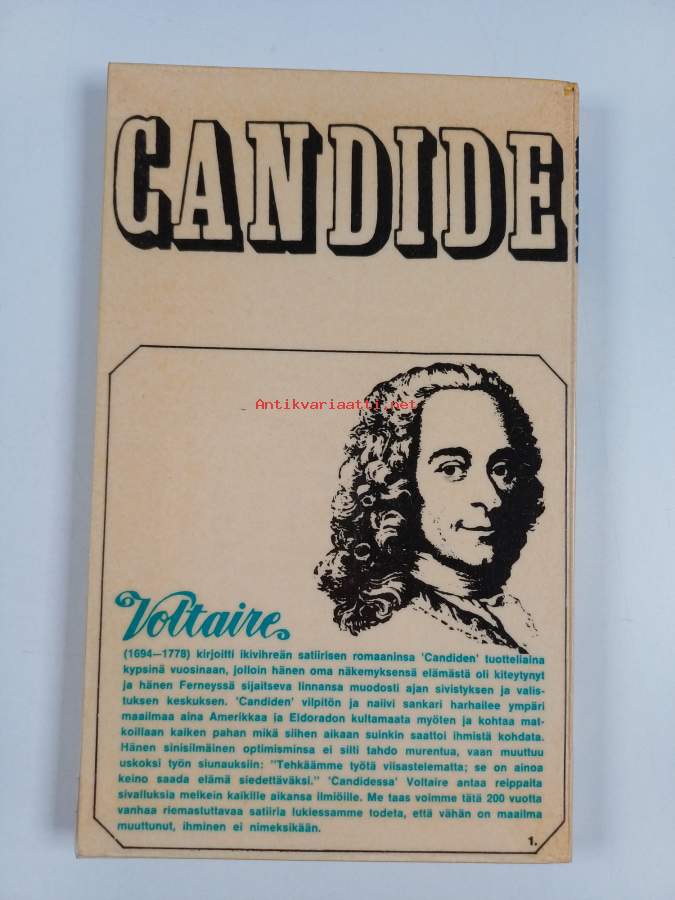 CANDIDE
Antikvariaatti.net
Voltaire
(1694—1778) kirjoitti ikivihreän satiirisen romaaninsa 'Candiden' tuotteliaina
kypsinä vuosinaan, jolloin hänen oma näkemyksensä elämästä oli kiteytynyt
ja hänen Ferneyssä sijaitseva linnansa muodosti ajan sivistyksen ja valis-
tuksen keskuksen. 'Candiden' vilpitön ja naiivi sankari harhailee ympäri
maailmaa aina Amerikkaa ja Eldoradon kultamaata myöten ja kohtaa mat-
koillaan kaiken pahan mikä siihen aikaan suinkin saattoi ihmistä kohdata.
Hänen sinisilmäinen optimisminsa ei silti tahdo murentua, vaan muuttuu
uskoksi työn siunauksiin: "Tehkäämme työtä viisastelematta; se on ainoa
keino saada elämä siedettäväksi." 'Candidessa' Voltaire antaa reippaita
sivalluksia melkein kaikille aikansa ilmiöille. Me taas voimme tätä 200 vuotta
vanhaa riemastuttavaa satiiria lukiessamme todeta, että vähän on maailma
muuttunut, ihminen ei nimeksikään.
1.